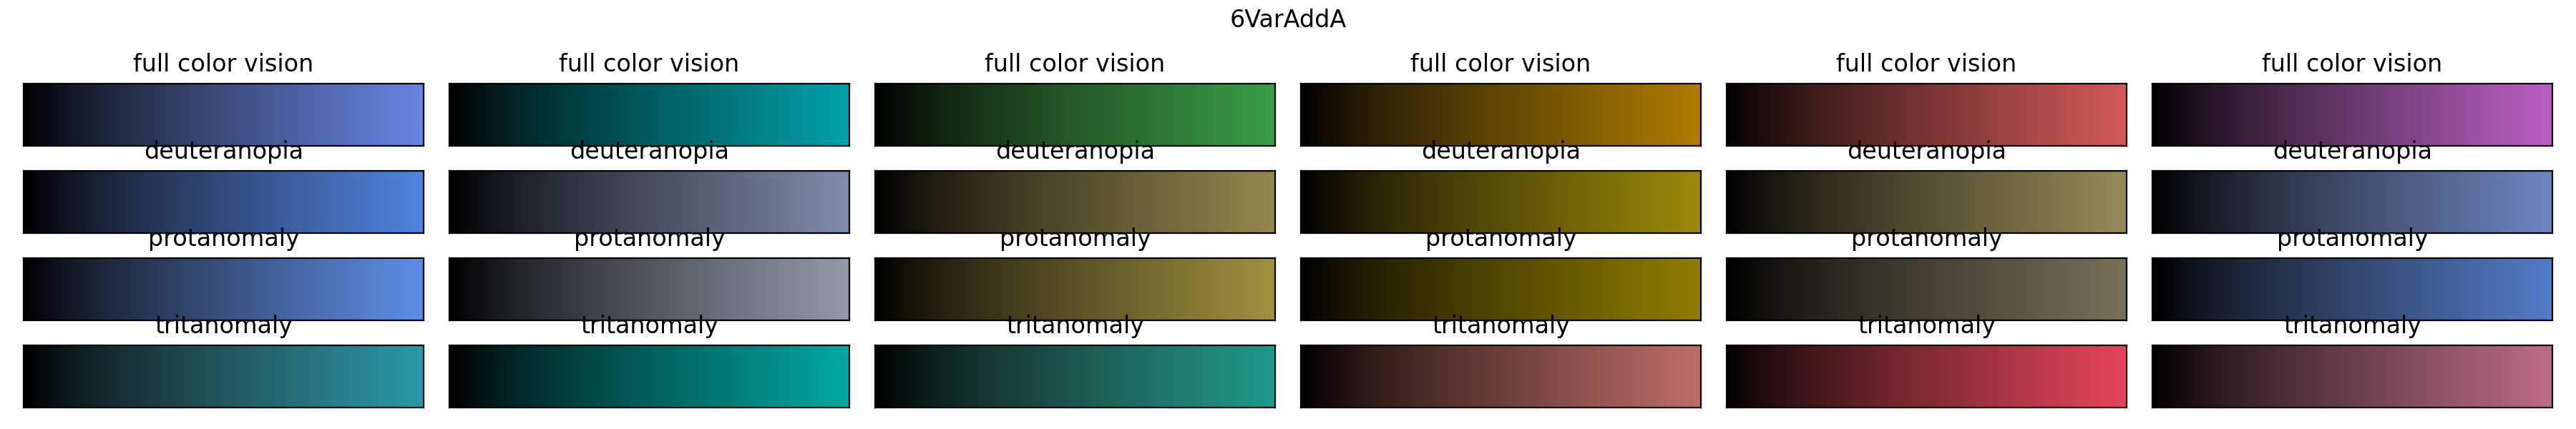 6VarAddA
full color vision full color vision full color vision full color vision full color vision full color vision
deuteranopia deuteranopia deuteranopia deuteranopia deuteranopia deuteranopia
protanomaly protanomaly protanomaly protanomaly protanomaly protanomaly
tritanomaly tritanomaly tritanomaly tritanomaly tritanomaly tritanomaly